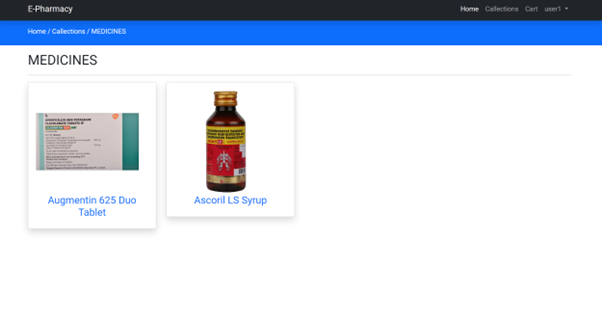 E-Pharmacy
Home Callections Cart user1
Home / Callections / MEDICINES
MEDICINES
Augmentin 625 Duo
Tablet
Ascoril LS Syrup